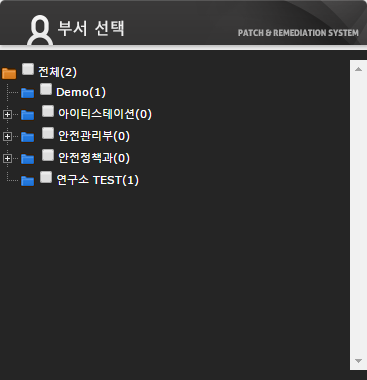 부서 선택
PATCH & REMEDIATION SYSTEM
전체(2)
Demo(1)
아이티스테이션(0)
안전관리부(0)
안전정책과(0)
연구소 TEST(1)